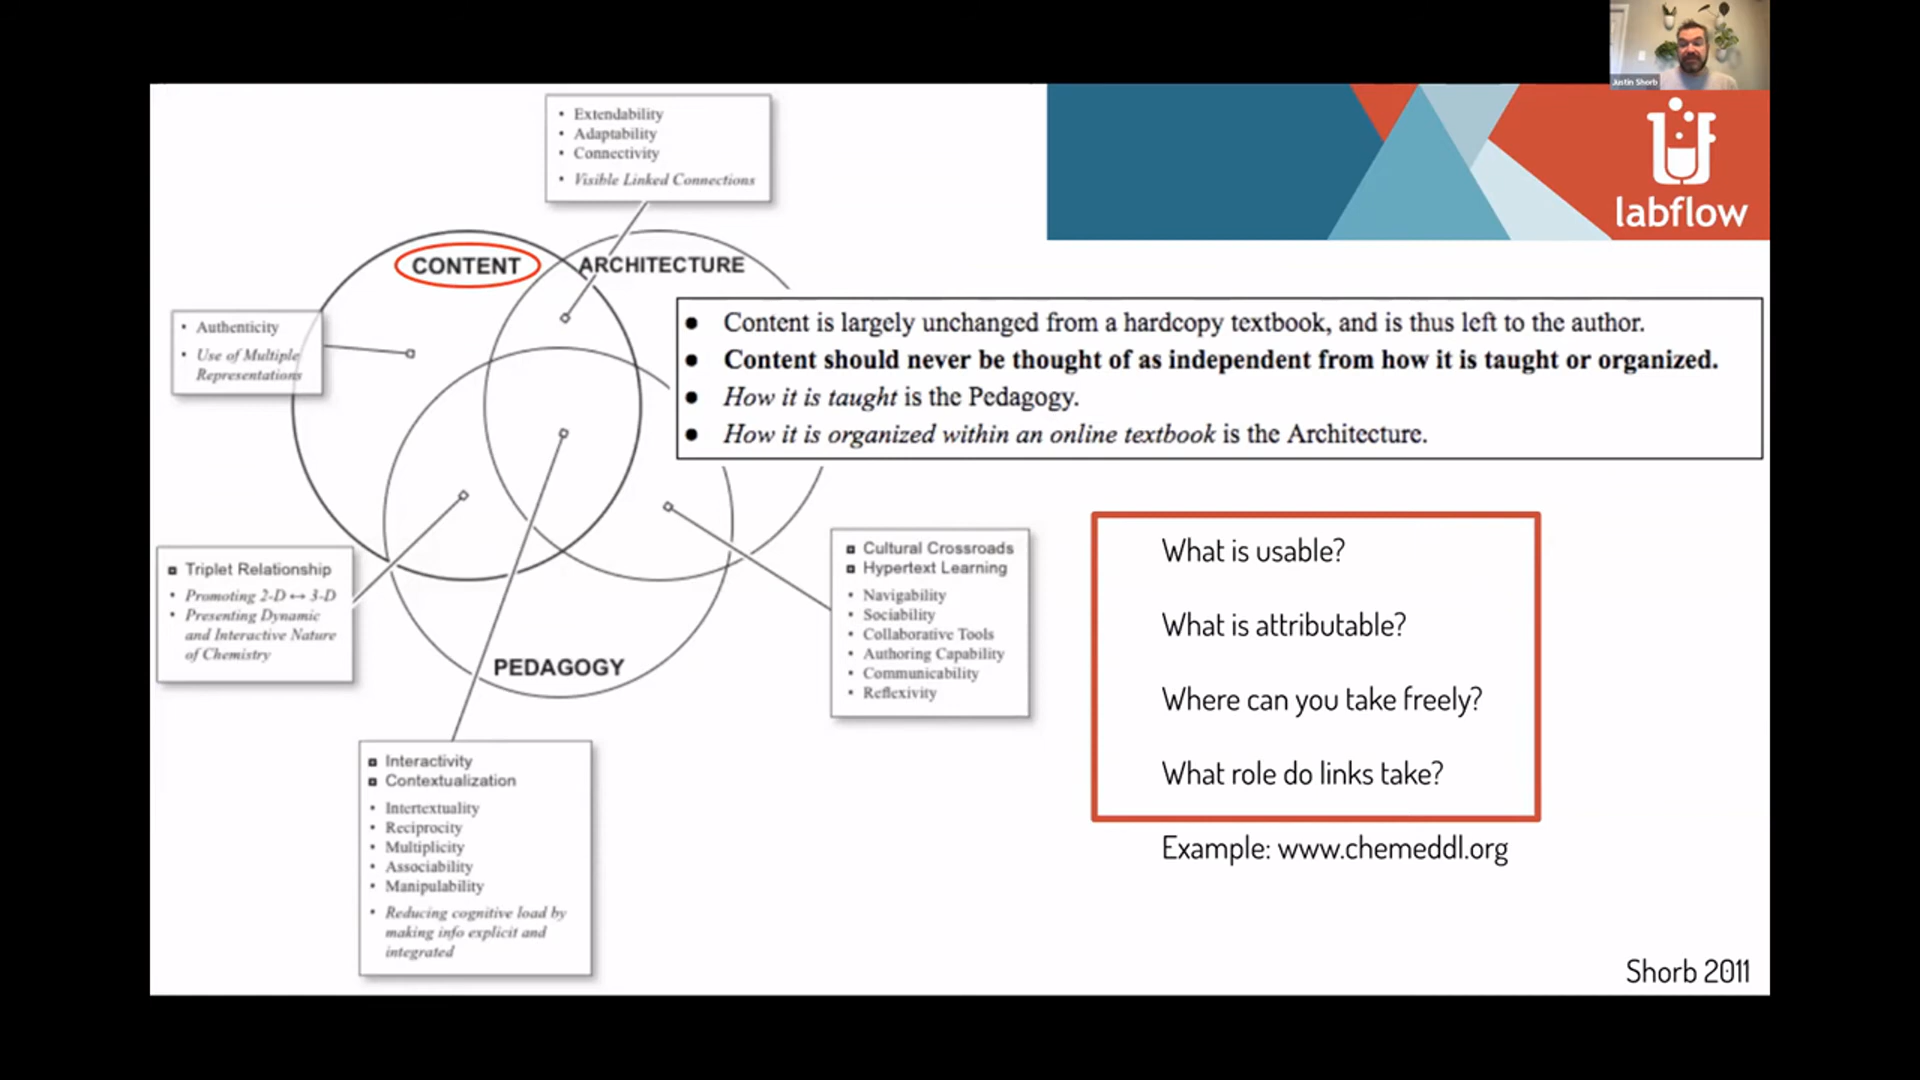 Justin Shorb
labflow
• Extendability
• Adaptability
• Connectivity
• Visible Linked Connections
CONTENT
ARCHITECTURE
• Authenticity
• Use of Multiple
Representations
● Content is largely unchanged from a hardcopy textbook, and is thus left to the author.
● Content should never be thought of as independent from how it is taught or organized.
● How it is taught is the Pedagogy.
● How it is organized within an online textbook is the Architecture.
Triplet Relationship
• Promoting 2-D ↔ 3-D
• Presenting Dynamic
and Interactive Nature
of Chemistry
PEDAGOGY
Cultural Crossroads
Hypertext Learning
• Navigability
• Sociability
• Collaborative Tools
• Authoring Capability
• Communicability
• Reflexivity
Interactivity
Contextualization
• Intertextuality
• Reciprocity
• Multiplicity
• Associability
• Manipulability
• Reducing cognitive load by
making info explicit and
integrated
What is usable?
What is attributable?
Where can you take freely?
What role do links take?
Example: www.chemeddl.org
Shorb 2011